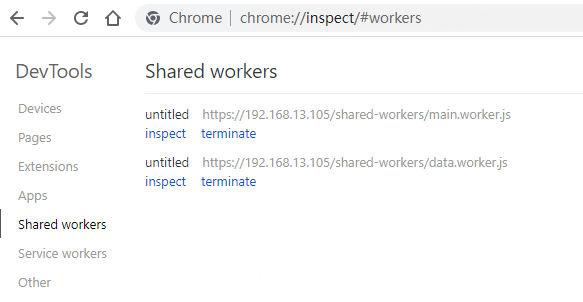 Chrome | chrome://inspect/#workers
DevTools
Devices
Pages
Extensions
Apps
Shared workers
Service workers
Other
Shared workers
untitled https://192.168.13.105/shared-workers/main.worker.js
inspect terminate
untitled https://192.168.13.105/shared-workers/data.worker.js
inspect terminate